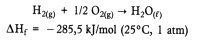 H₂₍g₎ + 1/2 O₂₍g₎ → H₂O₍ℓ₎
ΔHf = −285,5 kJ/mol (25°C, 1 atm)